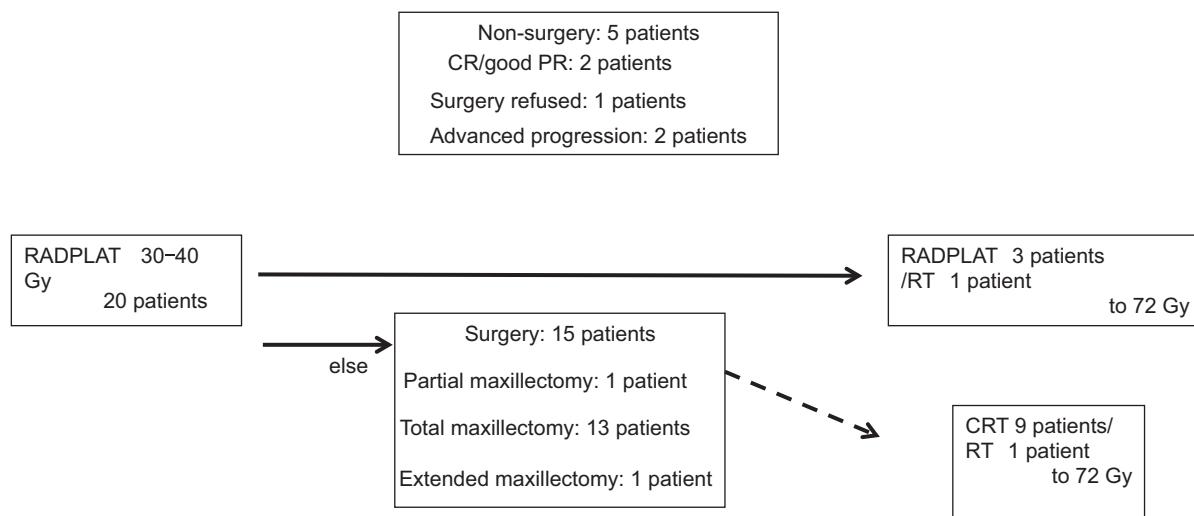 Non-surgery: 5 patients
CR/good PR: 2 patients
Surgery refused: 1 patients
Advanced progression: 2 patients
RADPLAT 30–40
Gy
20 patients
RADPLAT 3 patients
/RT 1 patient
to 72 Gy
else
Surgery: 15 patients
Partial maxillectomy: 1 patient
Total maxillectomy: 13 patients
Extended maxillectomy: 1 patient
CRT 9 patients/
RT 1 patient
to 72 Gy